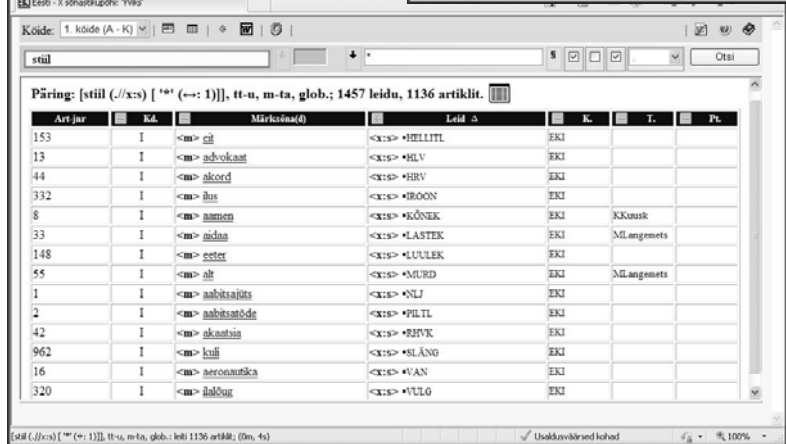 Eesti - X sõnastikupõhi: "Yviks"
Köide: 1. köide (A - K)
stiil * § . Otsi
Päring: [stiil (.//x:s) [ '*' (↔: 1)]], tt-u, m-ta, glob.; 1457 leidu, 1136 artiklit.
Art-jnr Kd. Märksõna(d) Leid △ K. T. Pt.
153 I <m> eit <x:s> •HELLITL EKI
13 I <m> advokaat <x:s> •HLV EKI
44 I <m> akord <x:s> •HRV EKI
332 I <m> ilus <x:s> •IROON EKI
8 I <m> aamen <x:s> •KÕNEK EKI KKuusk
33 I <m> aidaa <x:s> •LASTEK EKI MLangemets
148 I <m> eeter <x:s> •LUULEK EKI
55 I <m> alt <x:s> •MURD EKI MLangemets
1 I <m> aabitsajüts <x:s> •NLJ EKI
2 I <m> aabitsatõde <x:s> •PILTL EKI
42 I <m> akaatsia <x:s> •RHVK EKI
962 I <m> kuli <x:s> •SLÄNG EKI
16 I <m> aeronautika <x:s> •VAN EKI
320 I <m> ilalõug <x:s> •VULG EKI
[stiil (.//x:s) [ '*' (↔: 1)]], tt-u, m-ta, glob.: leiti 1136 artiklit; (0m, 4s) Usaldusväärsed kohad 100%